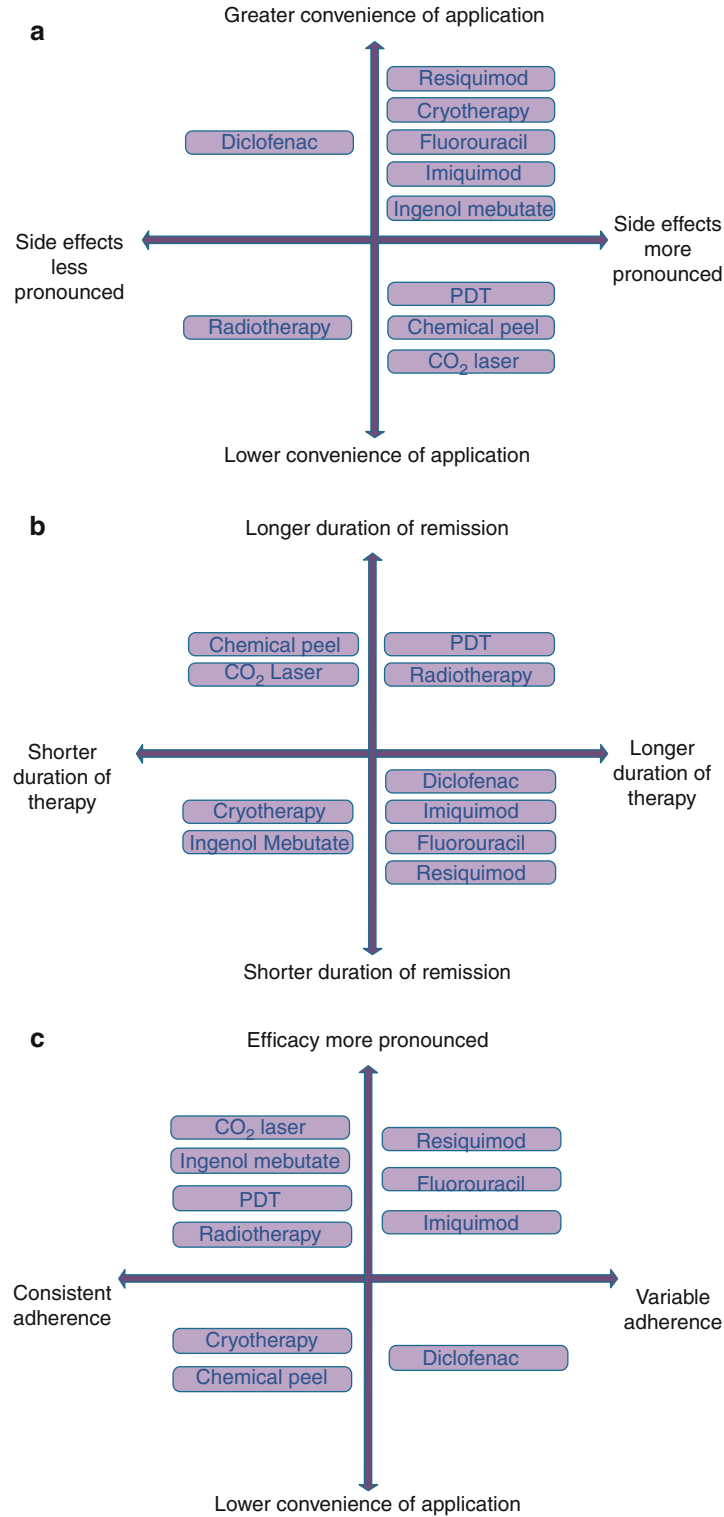 a
Greater convenience of application
Resiquimod
Cryotherapy
Diclofenac
Fluorouracil
Imiquimod
Ingenol mebutate
Side effects
less
pronounced
Side effects
more
pronounced
PDT
Radiotherapy
Chemical peel
CO₂ laser
Lower convenience of application
b
Longer duration of remission
Chemical peel
PDT
CO₂ Laser
Radiotherapy
Shorter
duration of
therapy
Longer
duration of
therapy
Diclofenac
Cryotherapy
Imiquimod
Ingenol Mebutate
Fluorouracil
Resiquimod
Shorter duration of remission
c
Efficacy more pronounced
CO₂ laser
Resiquimod
Ingenol mebutate
Fluorouracil
PDT
Imiquimod
Radiotherapy
Consistent
adherence
Variable
adherence
Cryotherapy
Diclofenac
Chemical peel
Lower convenience of application